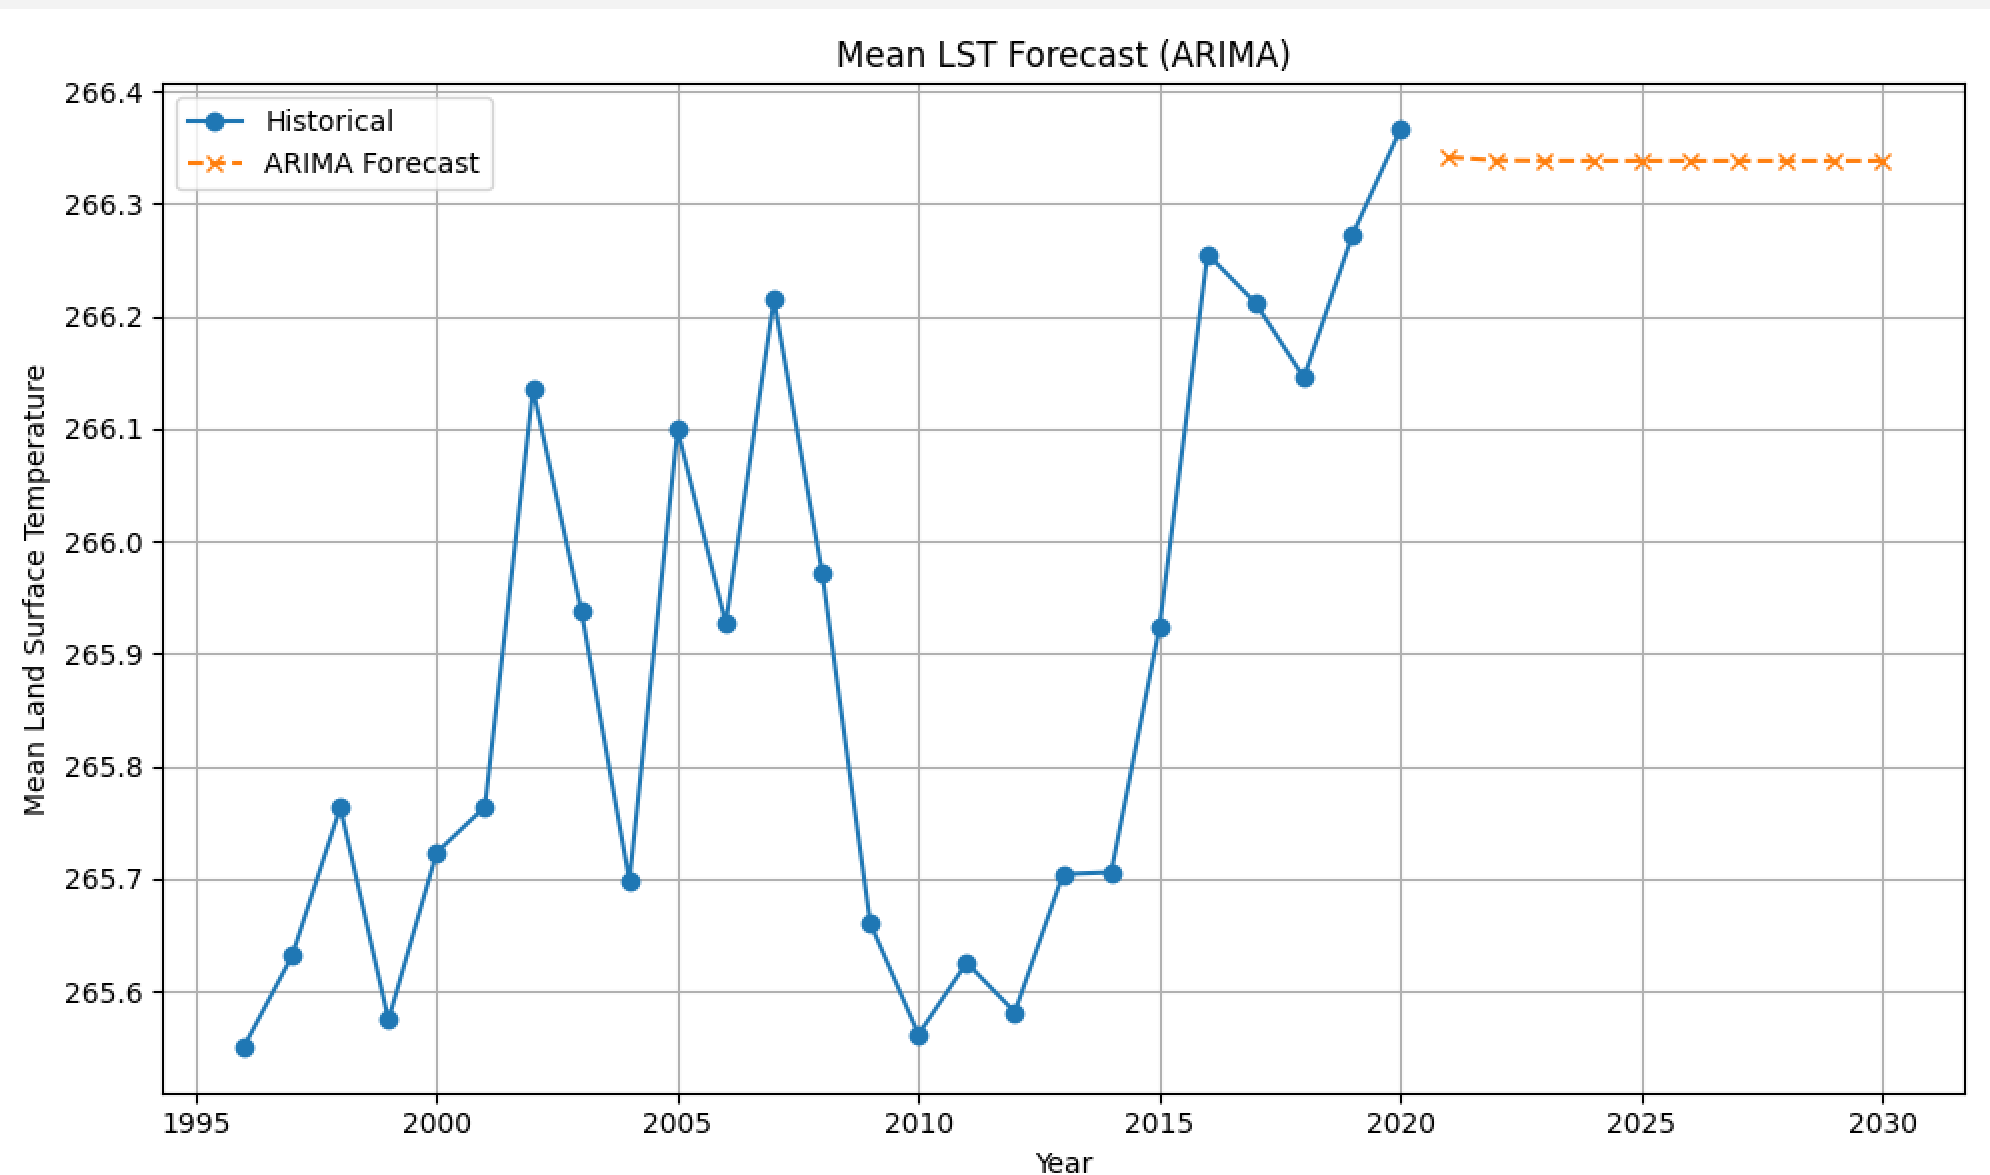 Mean LST Forecast (ARIMA)
Historical
ARIMA Forecast
266.4
266.3
266.2
266.1
266.0
265.9
265.8
265.7
265.6
Mean Land Surface Temperature
1995 2000 2005 2010 2015 2020 2025 2030
Year